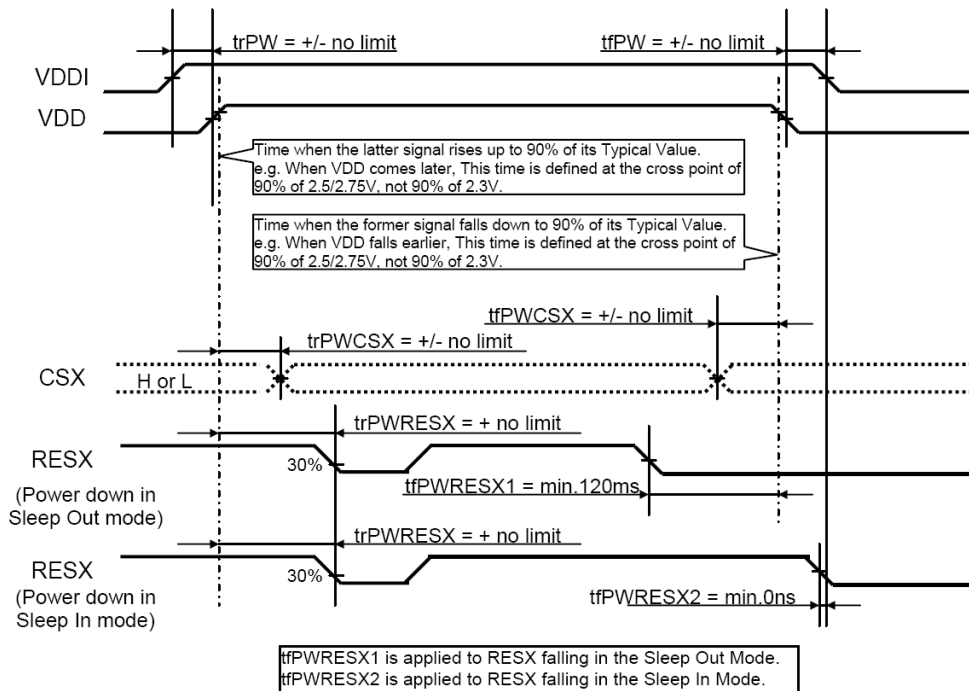 trPW = +/- no limit
tfPW = +/- no limit
VDDI
VDD
Time when the latter signal rises up to 90% of its Typical Value.
e.g. When VDD comes later, This time is defined at the cross point of
90% of 2.5/2.75V, not 90% of 2.3V.
Time when the former signal falls down to 90% of its Typical Value.
e.g. When VDD falls earlier, This time is defined at the cross point of
90% of 2.5/2.75V, not 90% of 2.3V.
tfPWCSX = +/- no limit
trPWCSX = +/- no limit
CSX
H or L
trPWRESX = + no limit
RESX
30%
(Power down in
Sleep Out mode)
tfPWRESX1 = min.120ms
trPWRESX = + no limit
RESX
30%
(Power down in
Sleep In mode)
tfPWRESX2 = min.0ns
tfPWRESX1 is applied to RESX falling in the Sleep Out Mode.
tfPWRESX2 is applied to RESX falling in the Sleep In Mode.